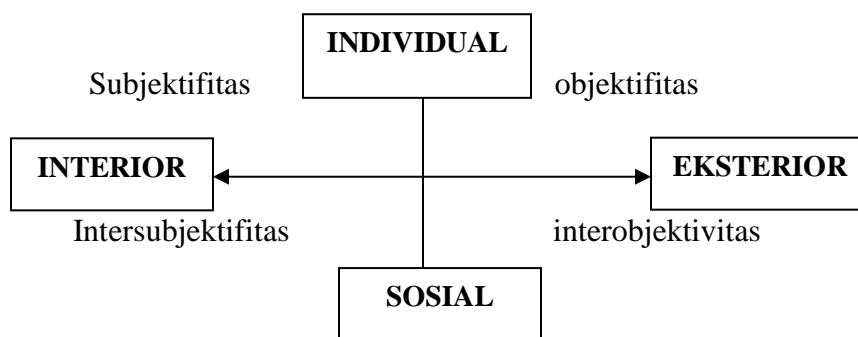 INDIVIDUAL
Subjektifitas objektifitas
INTERIOR EKSTERIOR
Intersubjektifitas interobjektivitas
SOSIAL